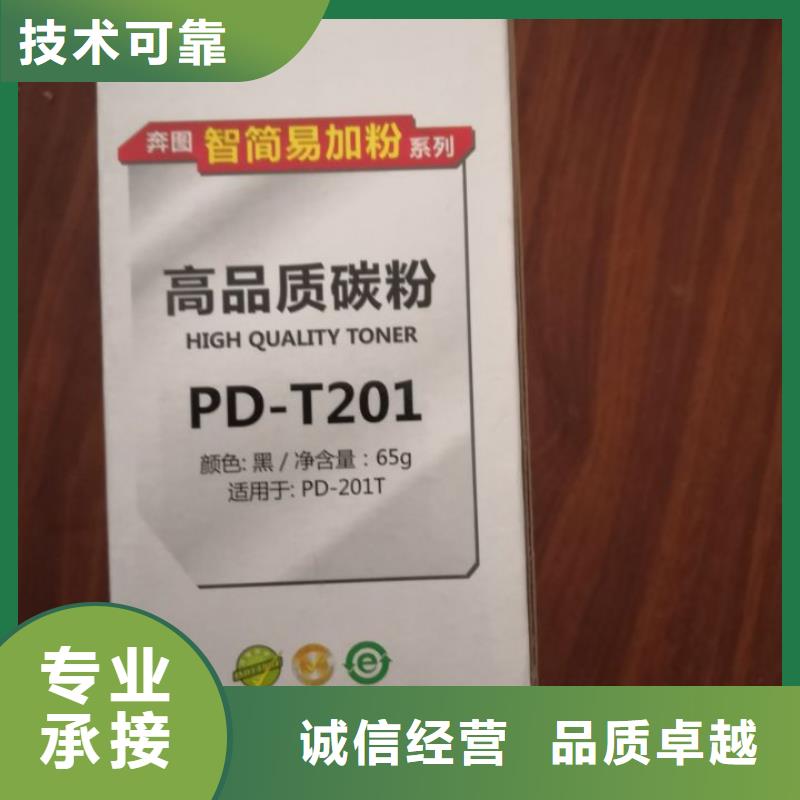 技术可靠
奔图 智简易加粉 系列
高品质碳粉
HIGH QUALITY TONER
PD-T201
颜色: 黑 / 净含量：65g
适用于: PD-201T
e
专业
承接
诚信经营 品质卓越